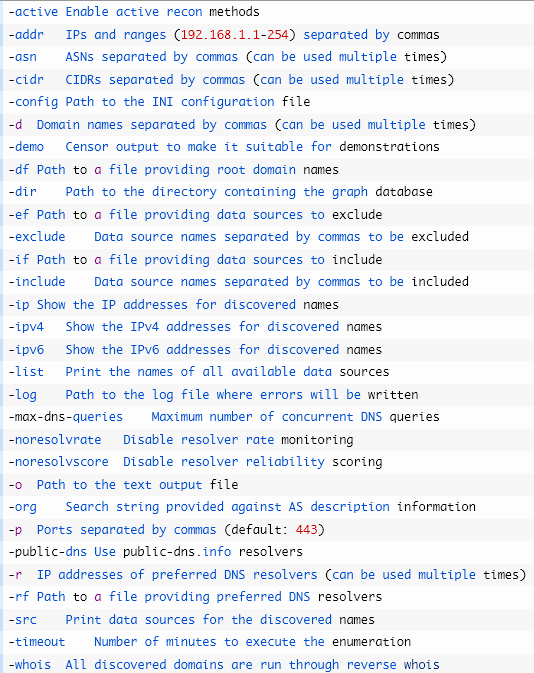 -active Enable active recon methods
-addr IPs and ranges (192.168.1.1-254) separated by commas
-asn ASNs separated by commas (can be used multiple times)
-cidr CIDRs separated by commas (can be used multiple times)
-config Path to the INI configuration file
-d Domain names separated by commas (can be used multiple times)
-demo Censor output to make it suitable for demonstrations
-df Path to a file providing root domain names
-dir Path to the directory containing the graph database
-ef Path to a file providing data sources to exclude
-exclude Data source names separated by commas to be excluded
-if Path to a file providing data sources to include
-include Data source names separated by commas to be included
-ip Show the IP addresses for discovered names
-ipv4 Show the IPv4 addresses for discovered names
-ipv6 Show the IPv6 addresses for discovered names
-list Print the names of all available data sources
-log Path to the log file where errors will be written
-max-dns-queries Maximum number of concurrent DNS queries
-noresolvrate Disable resolver rate monitoring
-noresolvscore Disable resolver reliability scoring
-o Path to the text output file
-org Search string provided against AS description information
-p Ports separated by commas (default: 443)
-public-dns Use public-dns.info resolvers
-r IP addresses of preferred DNS resolvers (can be used multiple times)
-rf Path to a file providing preferred DNS resolvers
-src Print data sources for the discovered names
-timeout Number of minutes to execute the enumeration
-whois All discovered domains are run through reverse whois